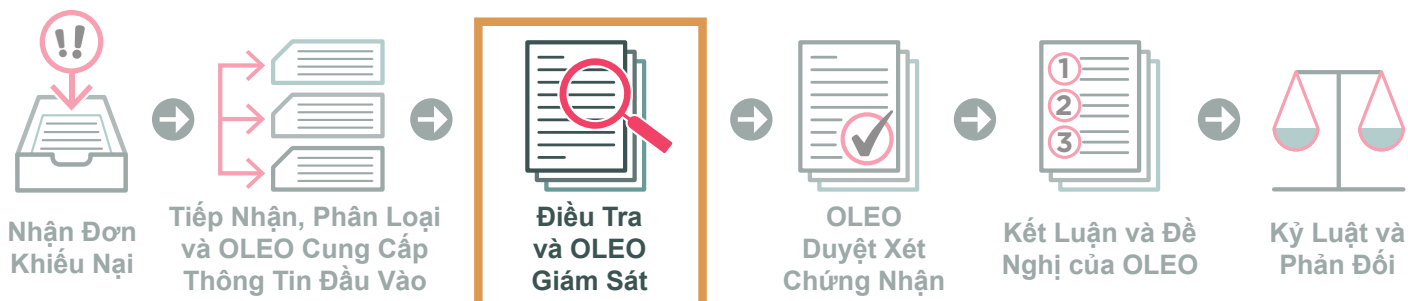 !!
Nhận Đơn
Khiếu Nại
Tiếp Nhận, Phân Loại
và OLEO Cung Cấp
Thông Tin Đầu Vào
Điều Tra
và OLEO
Giám Sát
OLEO
Duyệt Xét
Chứng Nhận
1
2
3
Kết Luận và Đề
Nghị của OLEO
Kỷ Luật và
Phản Đối